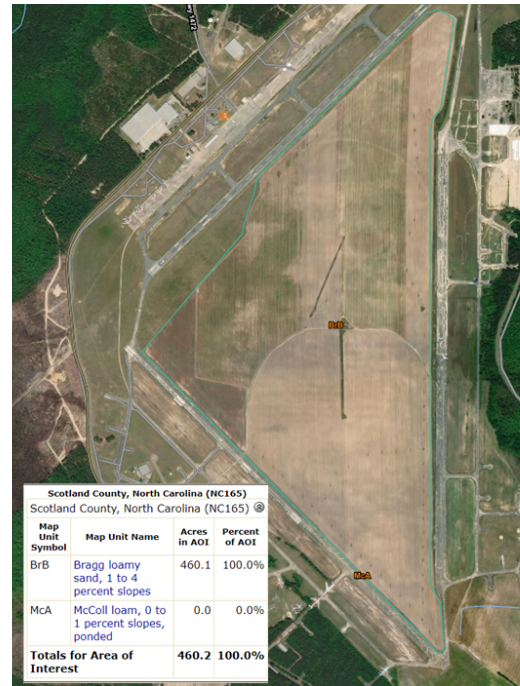 y 1472
BrB
McA
Scotland County, North Carolina (NC165)
Scotland County, North Carolina (NC165)
Map Unit Symbol Map Unit Name Acres in AOI Percent of AOI
BrB Bragg loamy sand, 1 to 4 percent slopes 460.1 100.0%
McA McColl loam, 0 to 1 percent slopes, ponded 0.0 0.0%
Totals for Area of Interest 460.2 100.0%